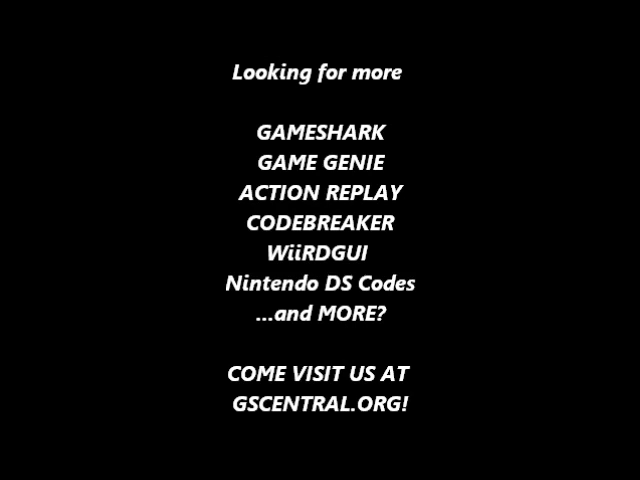 Looking for more
GAMESHARK
GAME GENIE
ACTION REPLAY
CODEBREAKER
WiiRDGUI
Nintendo DS Codes
...and MORE?
COME VISIT US AT
GSCENTRAL.ORG!